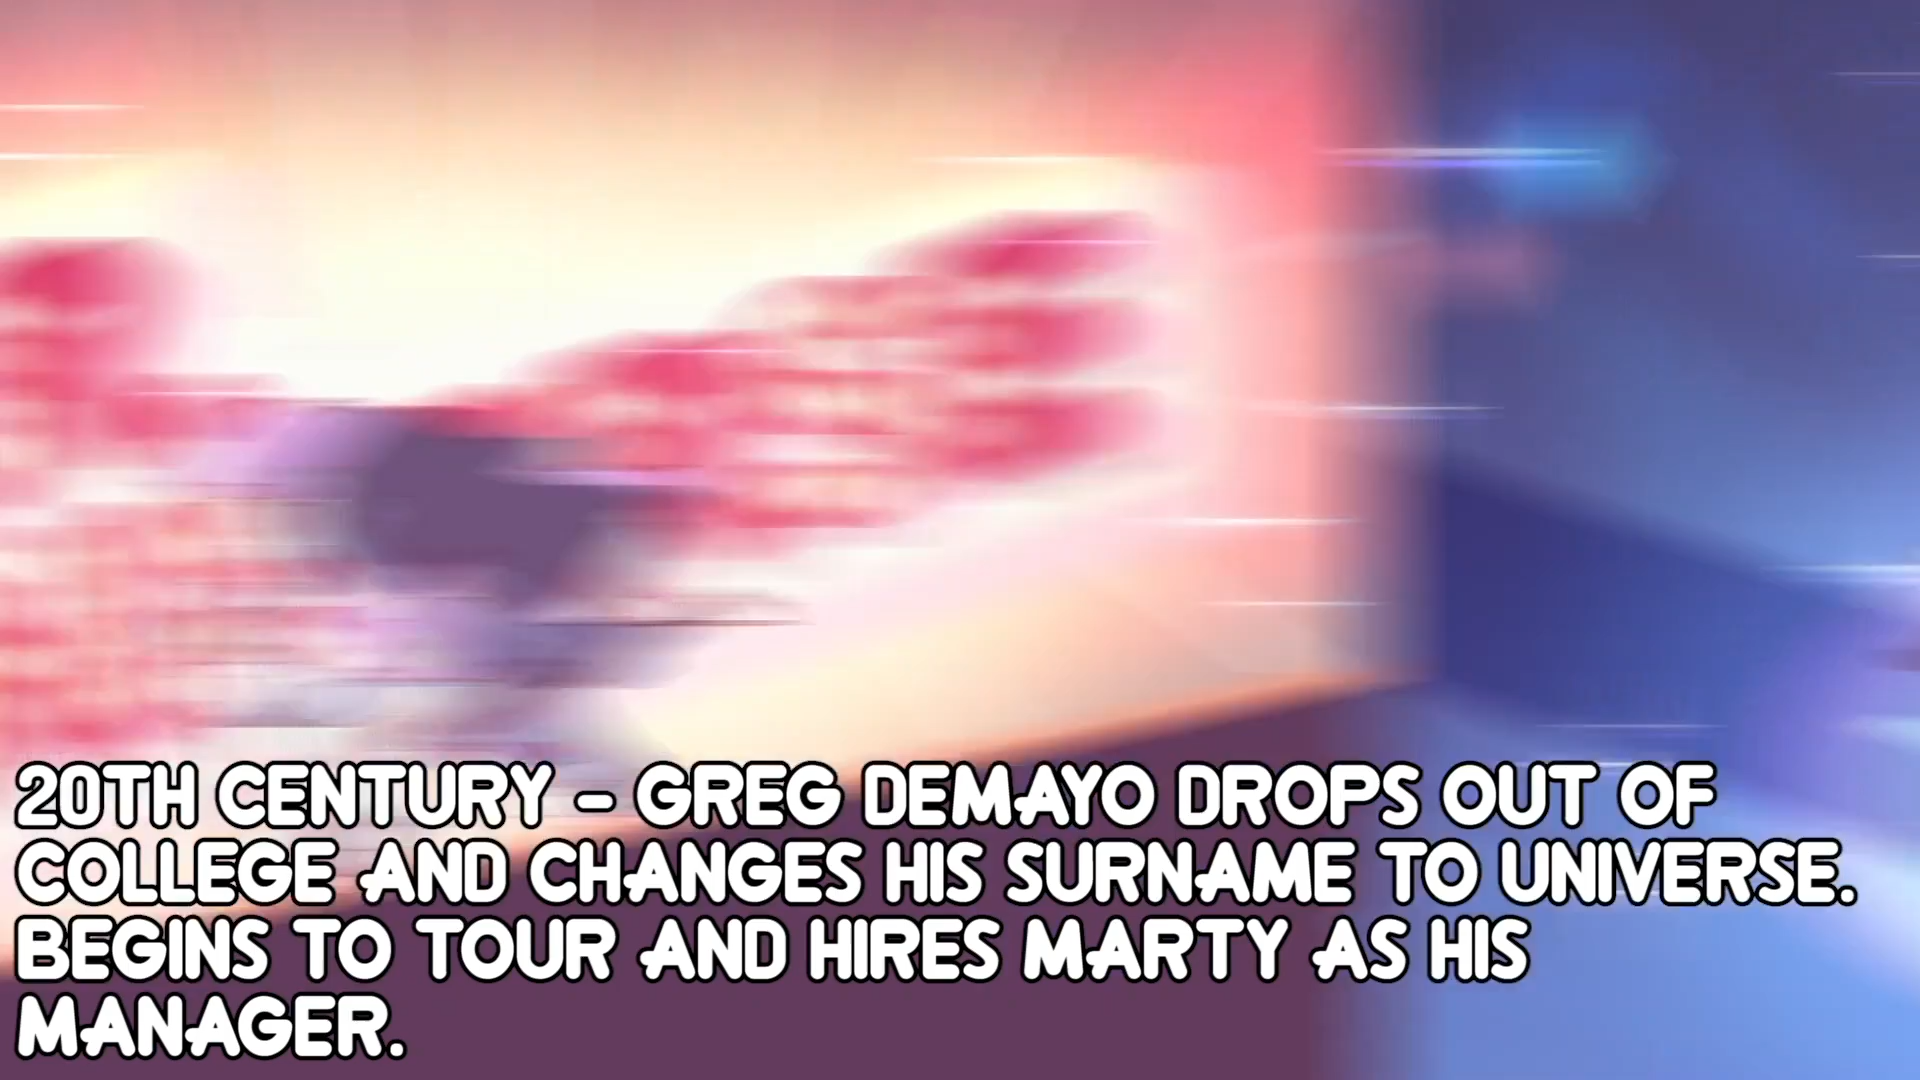 20TH CENTURY - GREG DEMAYO DROPS OUT OF
COLLEGE AND CHANGES HIS SURNAME TO UNIVERSE.
BEGINS TO TOUR AND HIRES MARTY AS HIS
MANAGER.